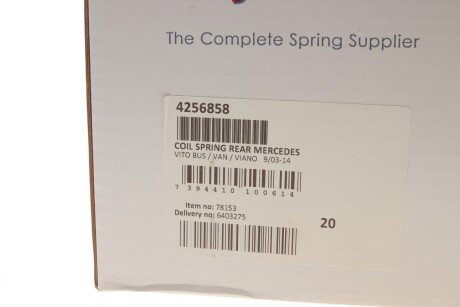 The Complete Spring Supplier
4256858
COIL SPRING REAR MERCEDES
VITO BUS / VAN / VIANO 9/03-14
7 394410 100614
Item no: 78153
Delivery no: 6403275
20